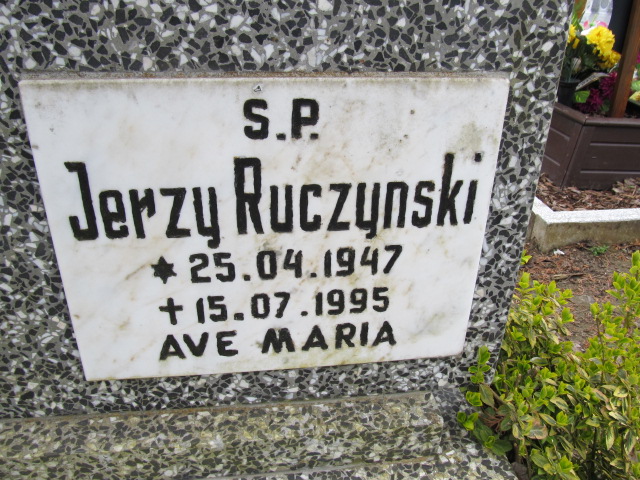 S.P.
Jerzy Ruczynski
* 25.04.1947
+ 15.07.1995
AVE MARIA